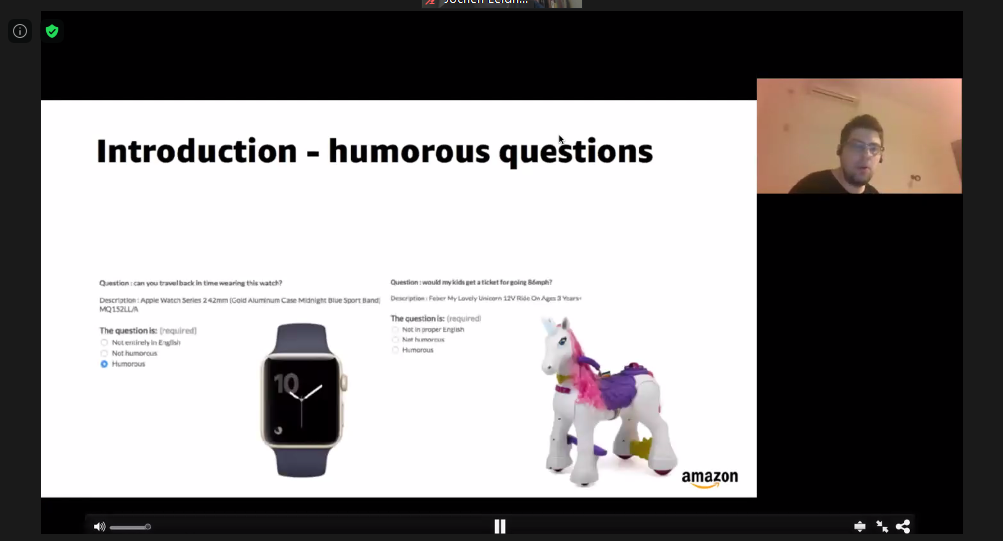 Introduction - humorous questions
Question : can you travel back in time wearing this watch?
Description : Apple Watch Series 2 42mm (Gold Aluminum Case Midnight Blue Sport Band)
MQ152LL/A
The question is: (required)
Not entirely in English
Not humorous
Humorous
10
Question : would my kids get a ticket for going 86mph?
Description : Feber My Lovely Unicorn 12V Ride On Ages 3 Years+
The question is: (required)
Not in proper English
Not humorous
Humorous
amazon